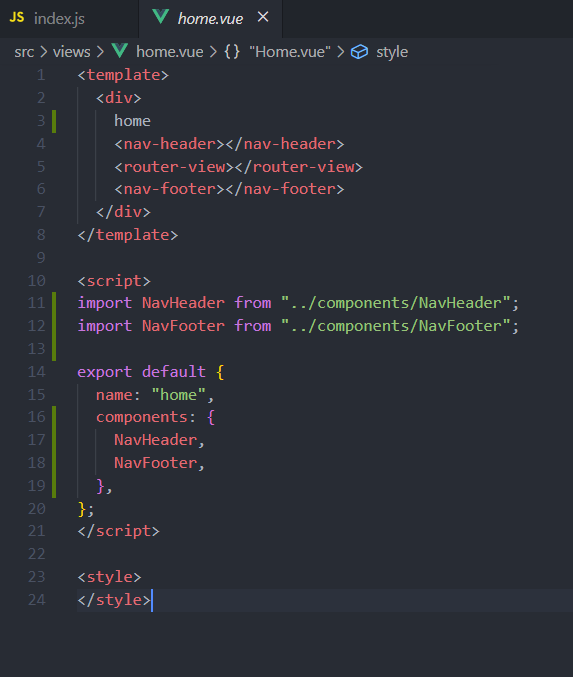 JS index.js home.vue ×
src > views > home.vue > {} "Home.vue" > style
1 <template>
2 <div>
3 home
4 <nav-header></nav-header>
5 <router-view></router-view>
6 <nav-footer></nav-footer>
7 </div>
8 </template>
9
10 <script>
11 import NavHeader from "../components/NavHeader";
12 import NavFooter from "../components/NavFooter";
13
14 export default {
15 name: "home",
16 components: {
17 NavHeader,
18 NavFooter,
19 },
20 };
21 </script>
22
23 <style>
24 </style>